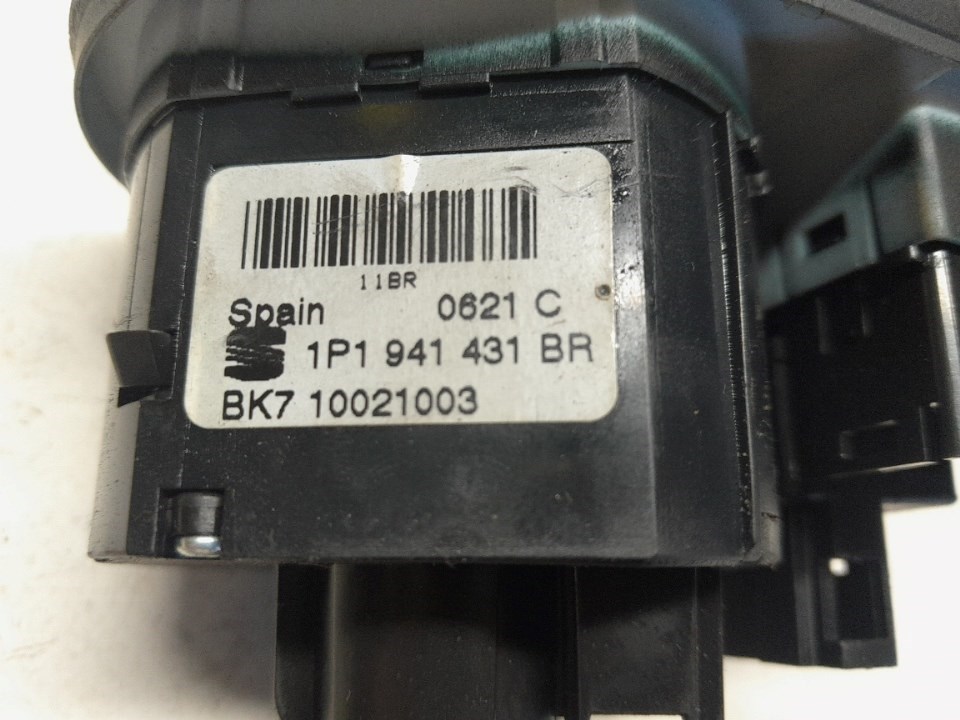 11BR
Spain 0621 C
1P1 941 431 BR
BK7 10021003